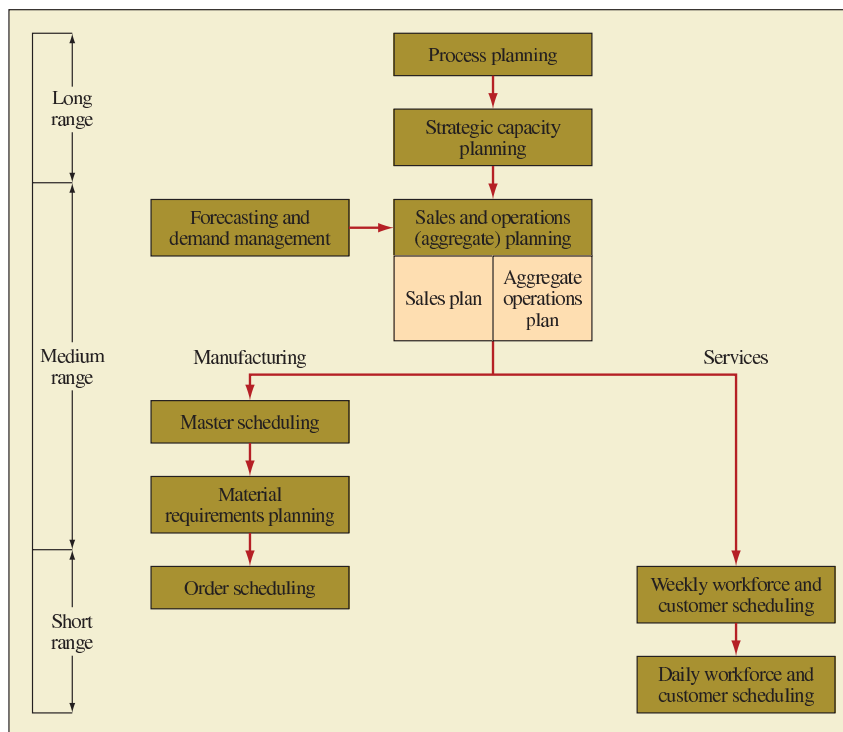 Process planning
Long
range
Strategic capacity
planning
Forecasting and
demand management
Sales and operations
(aggregate) planning
Sales plan
Aggregate
operations
plan
Medium
range
Manufacturing
Services
Master scheduling
Material
requirements planning
Order scheduling
Short
range
Weekly workforce and
customer scheduling
Daily workforce and
customer scheduling